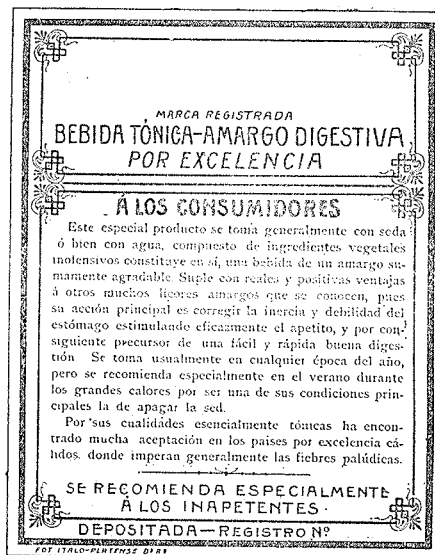 MARCA REGISTRADA
BEBIDA TÓNICA-AMARGO DIGESTIVA
POR EXCELENCIA
Á LOS CONSUMIDORES
Este especial producto se toma generalmente con seda
ó bien con agua, compuesto de ingredientes vegetales
inofensivos constituye en sí, una bebida de un amargo su-
mamente agradable. Suple con reales y positivas ventajas
á otros muchos licores amargos que se conocen, pues
su acción principal es corregir la inercia y debilidad del
estómago estimulando eficazmente el apetito, y por con-
siguiente precursor de una fácil y rápida buena diges-
tión Se toma usualmente en cualquier época del año,
pero se recomienda especialmente en el verano durante
los grandes calores por ser una de sus condiciones prin-
cipales la de apagar la sed.
Por sus cualidades esencialmente tónicas ha encon-
trado mucha aceptación en los paises por excelencia cá-
lidos, donde imperan generalmente las fiebres palúdicas.
SE RECOMIENDA ESPECIALMENTE
Á LOS INAPETENTES.
DEPOSITADA—REGISTRO Nº
ITALO-PLATENSE